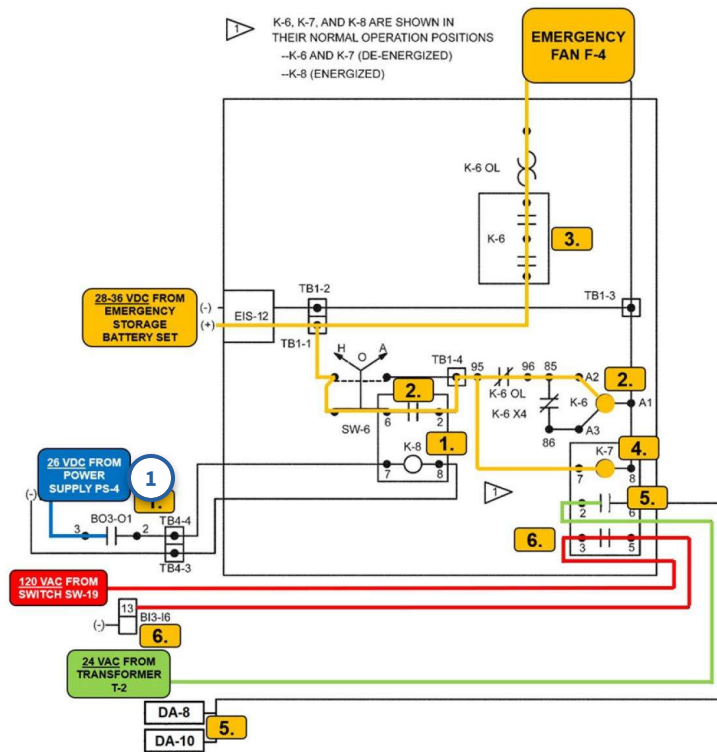 1
K-6, K-7, AND K-8 ARE SHOWN IN
THEIR NORMAL OPERATION POSITIONS
--K-6 AND K-7 (DE-ENERGIZED)
--K-8 (ENERGIZED)
EMERGENCY
FAN F-4
K-6 OL
K-6
3.
28-36 VDC FROM
EMERGENCY
STORAGE
BATTERY SET
(-)
(+)
EIS-12
TB1-2
TB1-1
TB1-3
H
O
A
TB1-4
95
96
85
A2
2.
K-6 OL
K-6
A1
K-6 X4
A3
86
2.
6
2
SW-6
1.
K-8
7
8
4.
K-7
7
8
1
2
6
5.
6.
3
5
26 VDC FROM
POWER
SUPPLY PS-4
1
1.
(-)
BO3-O1
3
2
TB4-4
TB4-3
120 VAC FROM
SWITCH SW-19
13
(-)
BI3-I6
6.
24 VAC FROM
TRANSFORMER
T-2
DA-8
5.
DA-10